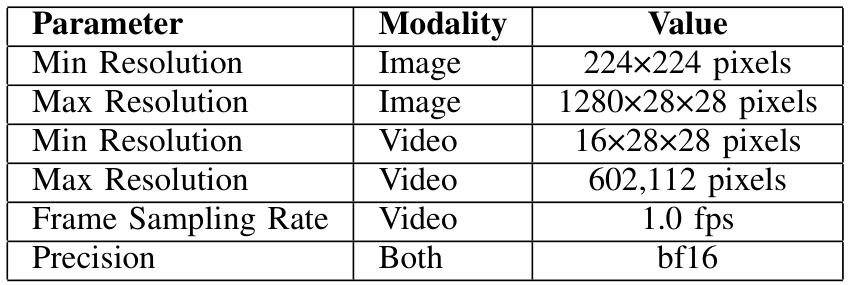 Parameter Modality Value
Min Resolution Image 224×224 pixels
Max Resolution Image 1280×28×28 pixels
Min Resolution Video 16×28×28 pixels
Max Resolution Video 602,112 pixels
Frame Sampling Rate Video 1.0 fps
Precision Both bf16